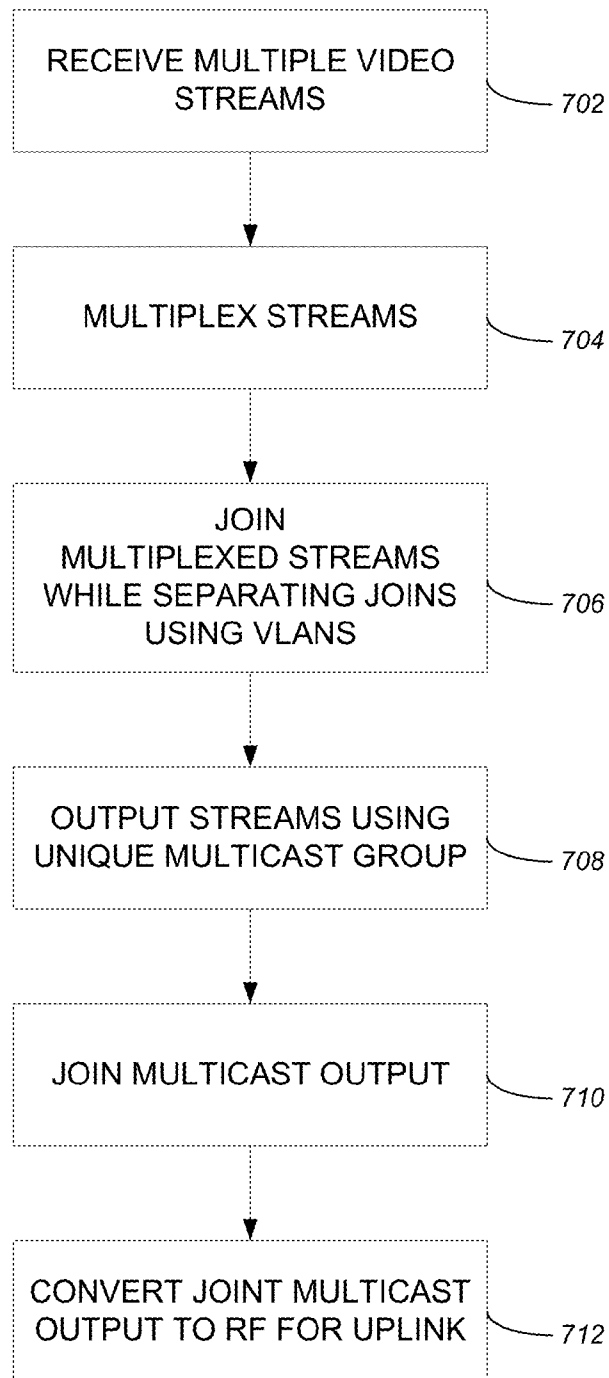 RECEIVE MULTIPLE VIDEO
STREAMS
702
MULTIPLEX STREAMS
704
JOIN
MULTIPLEXED STREAMS
WHILE SEPARATING JOINS
USING VLANS
706
OUTPUT STREAMS USING
UNIQUE MULTICAST GROUP
708
JOIN MULTICAST OUTPUT
710
CONVERT JOINT MULTICAST
OUTPUT TO RF FOR UPLINK
712